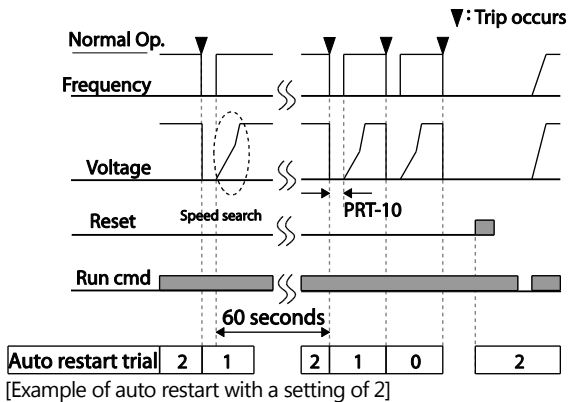 ▼: Trip occurs
Normal Op.
Frequency
Voltage
PRT-10
Speed search
Reset
Run cmd
60 seconds
Auto restart trial 2 1 2 1 0 2
[Example of auto restart with a setting of 2]